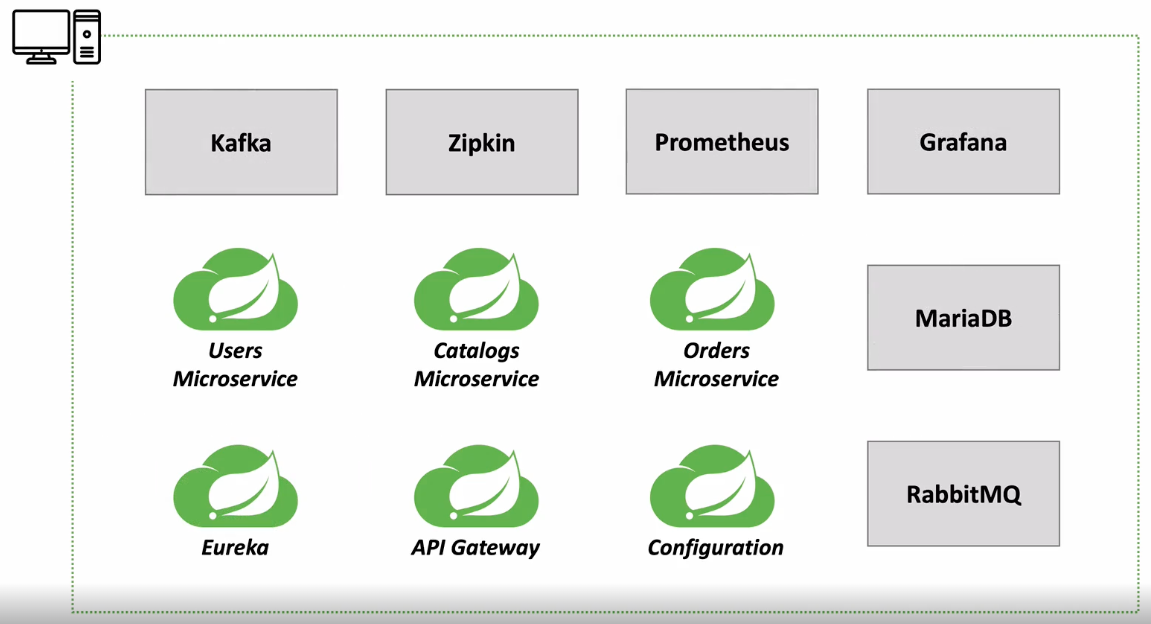 Kafka
Zipkin
Prometheus
Grafana
Users
Microservice
Catalogs
Microservice
Orders
Microservice
MariaDB
Eureka
API Gateway
Configuration
RabbitMQ